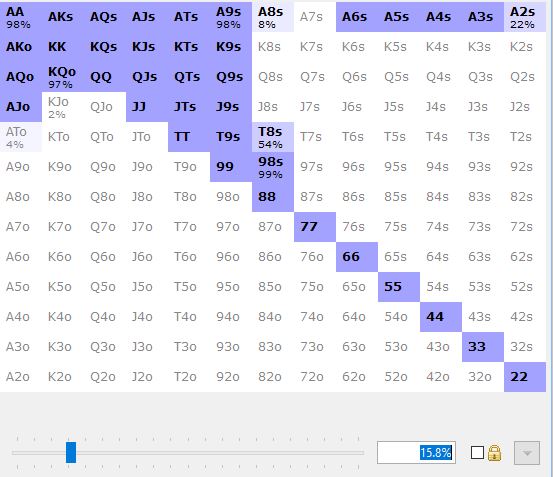 AA AKs AQs AJs ATs A9s A8s A7s A6s A5s A4s A3s A2s
98% 98% 8% 22%
AKo KK KQs KJs KTs K9s K8s K7s K6s K5s K4s K3s K2s
AQo KQo QQ QJs QTs Q9s Q8s Q7s Q6s Q5s Q4s Q3s Q2s
97%
AJo KJo QJo JJ JTs J9s J8s J7s J6s J5s J4s J3s J2s
2%
ATo KTo QTo JTo TT T9s T8s T7s T6s T5s T4s T3s T2s
4% 54%
A9o K9o Q9o J9o T9o 99 98s 97s 96s 95s 94s 93s 92s
99%
A8o K8o Q8o J8o T8o 98o 88 87s 86s 85s 84s 83s 82s
A7o K7o Q7o J7o T7o 97o 87o 77 76s 75s 74s 73s 72s
A6o K6o Q6o J6o T6o 96o 86o 76o 66 65s 64s 63s 62s
A5o K5o Q5o J5o T5o 95o 85o 75o 65o 55 54s 53s 52s
A4o K4o Q4o J4o T4o 94o 84o 74o 64o 54o 44 43s 42s
A3o K3o Q3o J3o T3o 93o 83o 73o 63o 53o 43o 33 32s
A2o K2o Q2o J2o T2o 92o 82o 72o 62o 52o 42o 32o 22
15.8%